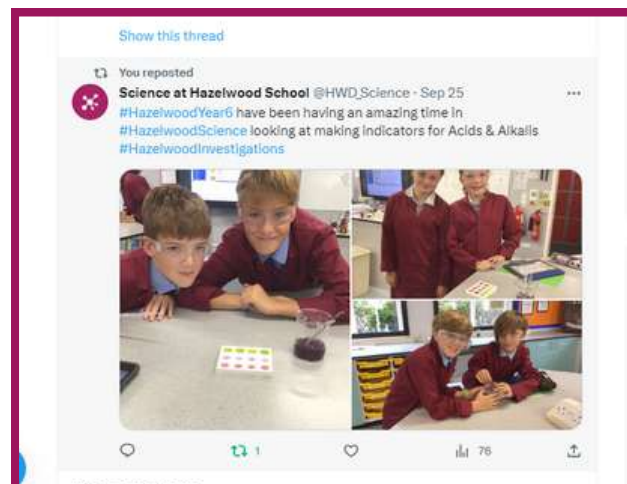 Show this thread
You reposted
Science at Hazelwood School @HWD_Science · Sep 25
#HazelwoodYear6 have been having an amazing time in
#HazelwoodScience looking at making indicators for Acids & Alkalis
#HazelwoodInvestigations
1
76